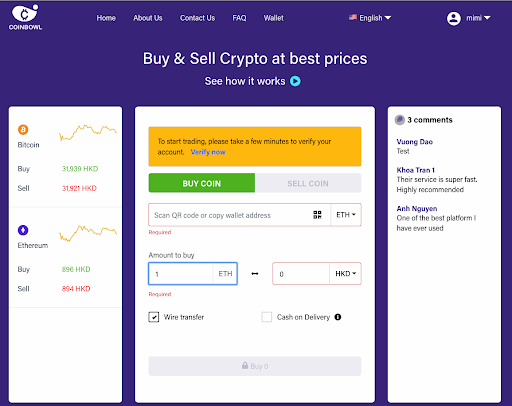 COINBOWL
Home About Us Contact Us FAQ Wallet English mimi
Buy & Sell Crypto at best prices
See how it works
Bitcoin
Buy 31,939 HKD
Sell 31,921 HKD
Ethereum
Buy 896 HKD
Sell 894 HKD
To start trading, please take a few minutes to verify your
account. Verify now
BUY COIN SELL COIN
Scan QR code or copy wallet address ETH
Required
Amount to buy
1 ETH 0 HKD
Required
Wire transfer Cash on Delivery
Buy 0
3 comments
Vuong Dao
Test
Khoa Tran 1
Their service is super fast.
Highly recommended
Anh Nguyen
One of the best platform I
have ever used